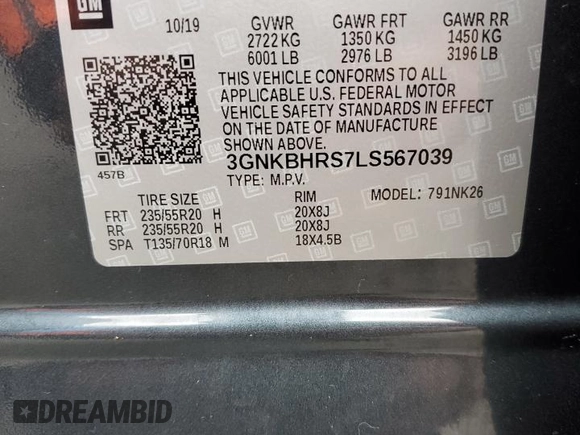 GM
10/19 GVWR GAWR FRT GAWR RR
2722 KG 1350 KG 1450 KG
6001 LB 2976 LB 3196 LB
THIS VEHICLE CONFORMS TO ALL
APPLICABLE U.S. FEDERAL MOTOR
VEHICLE SAFETY STANDARDS IN EFFECT
ON THE DATE OF MANUFACTURE
SHOWN ABOVE.
457B
3GNKBHRS7LS567039
TYPE: M.P.V. MODEL: 791NK26
TIRE SIZE RIM
FRT 235/55R20 H 20X8J
RR 235/55R20 H 20X8J
SPA T135/70R18 M 18X4.5B
DREAMBID